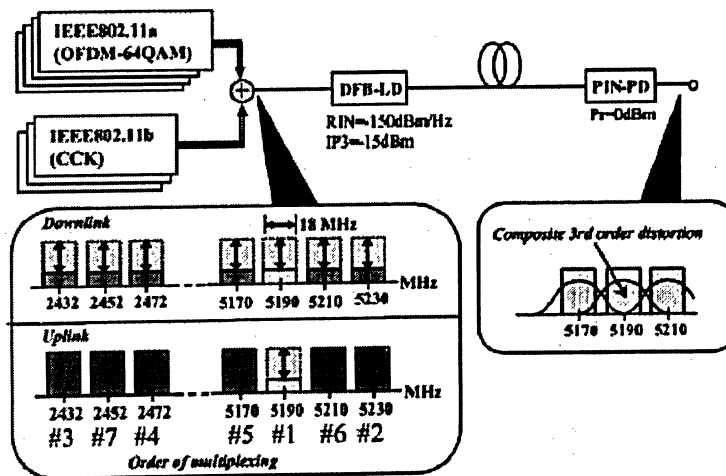 IEEE802.11a
(OFDM-64QAM)
IEEE802.11b
(CCK)
DFB-LD
RIN=-150dBm/Hz
IP3=-15dBm
PIN-PD
Pr=0dBm
Downlink
18 MHz
MHz
2432 2452 2472 5170 5190 5210 5230
Uplink
MHz
2432 2452 2472 5170 5190 5210 5230
#3 #7 #4 #5 #1 #6 #2
Order of multiplexing
Composite 3rd order distortion
5170 5190 5210